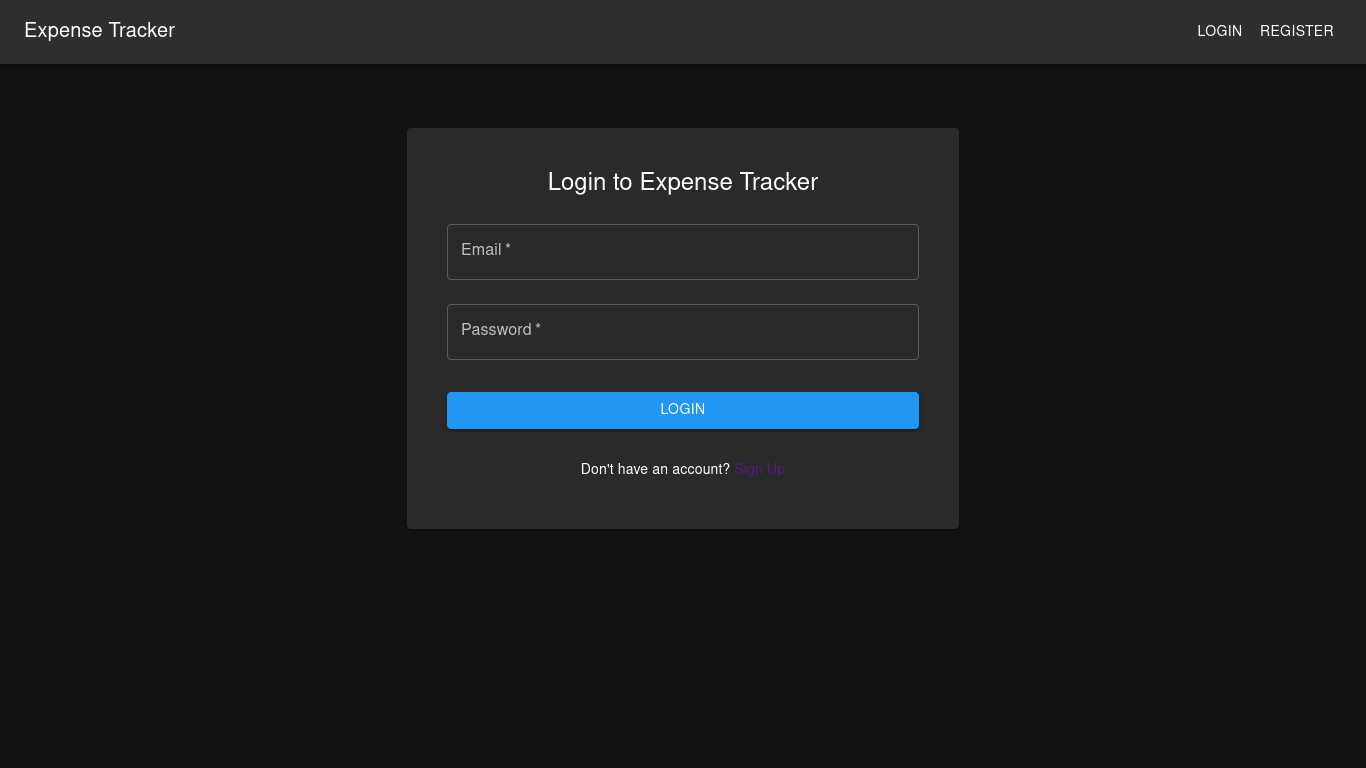 Expense Tracker
LOGIN REGISTER
Login to Expense Tracker
Email *
Password *
LOGIN
Don't have an account? Sign Up